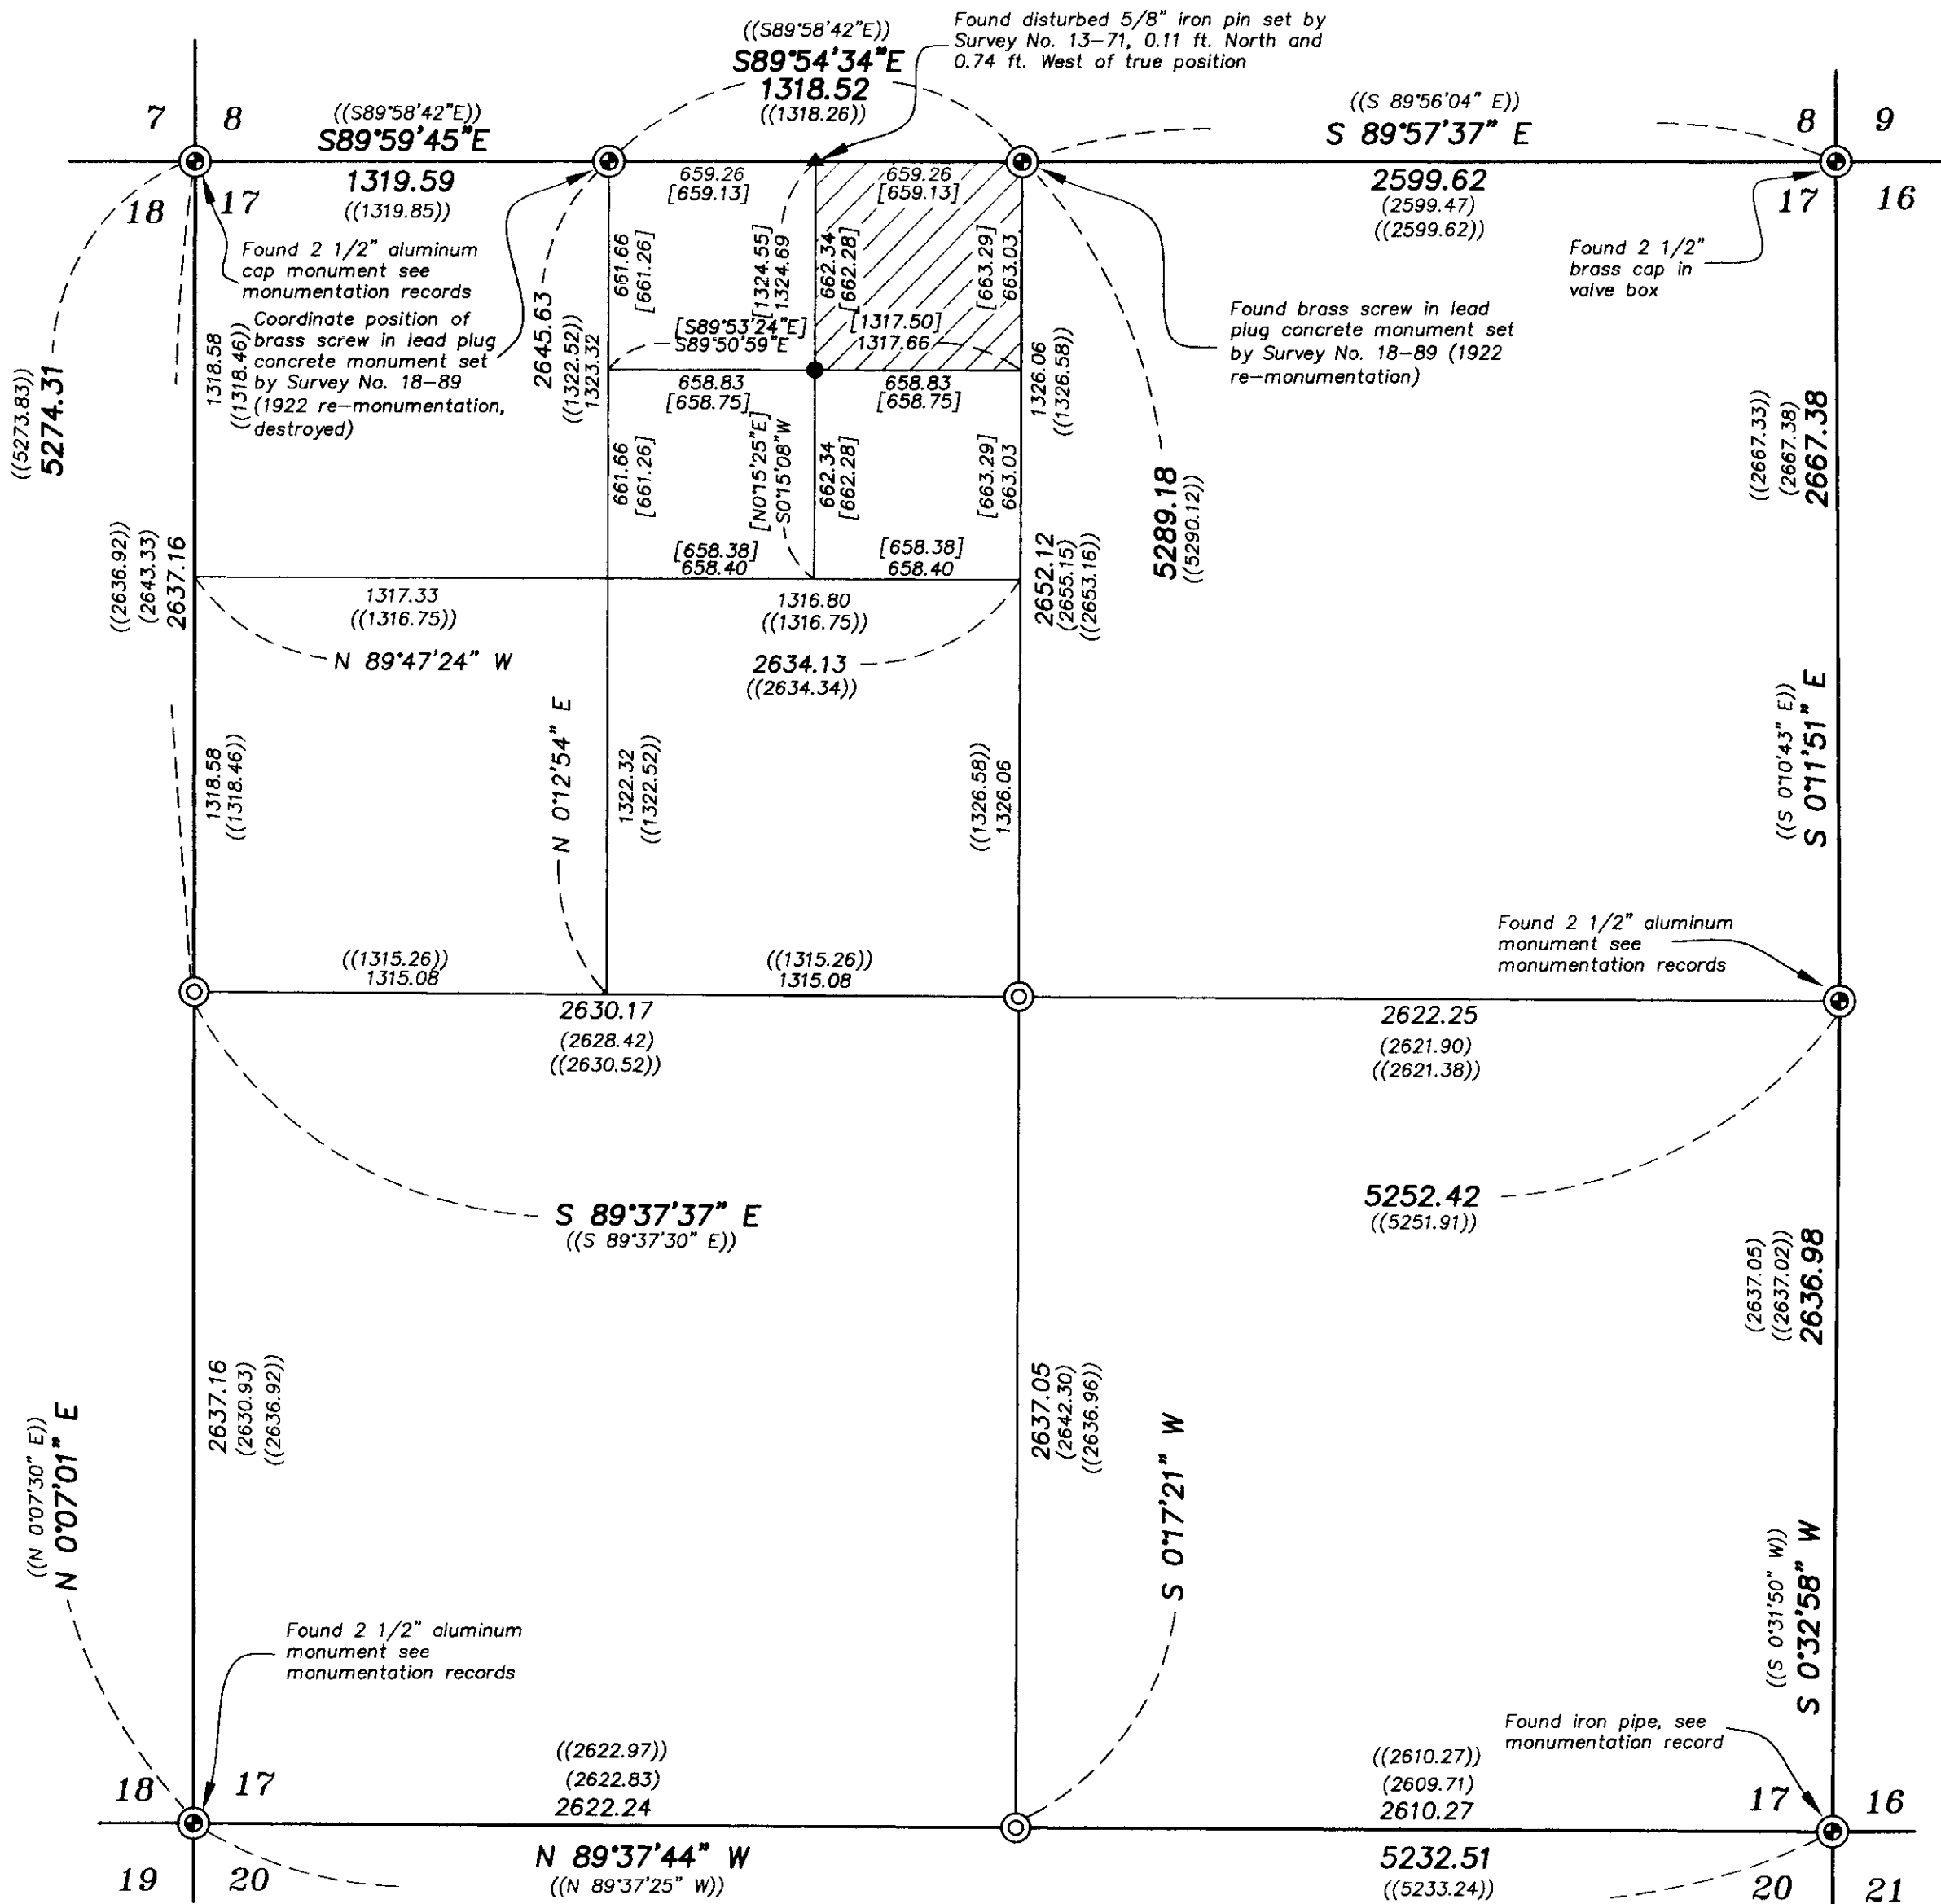 ((S89°58'42"E))
S89°54'34"E
1318.52
((1318.26))
Found disturbed 5/8" iron pin set by
Survey No. 13-71, 0.11 ft. North and
0.74 ft. West of true position
7
8
((S89°58'42"E))
S89°59'45"E
((S 89°56'04" E))
S 89°57'37" E
8
9
1319.59
((1319.85))
18
17
659.26
[659.13]
659.26
[659.13]
2599.62
(2599.47)
((2599.62))
17
16
Found 2 1/2" aluminum
cap monument see
monumentation records
Coordinate position of
brass screw in lead plug
concrete monument set
by Survey No. 18-89
(1922 re-monumentation,
destroyed)
Found 2 1/2"
brass cap in
valve box
Found brass screw in lead
plug concrete monument set
by Survey No. 18-89 (1922
re-monumentation)
((5273.83))
5274.31
1318.58
((1318.46))
2645.63
((1322.52))
1323.32
661.66
[661.26]
[1324.55]
1324.69
662.34
[662.28]
[663.29]
663.03
[S89°53'24"E]
S89°50'59"E
[1317.50]
1317.66
658.83
[658.75]
658.83
[658.75]
1326.06
((1326.58))
5289.18
((5290.12))
((2667.33))
(2667.38)
2667.38
661.66
[661.26]
[N0°15'25"E]
S0°15'08"W
662.34
[662.28]
[663.29]
663.03
((2636.92))
(2643.33)
2637.16
[658.38]
658.40
[658.38]
658.40
2652.12
(2655.15)
((2653.16))
1317.33
((1316.75))
1316.80
((1316.75))
N 89°47'24" W
2634.13
((2634.34))
1318.58
((1318.46))
N 0°12'54" E
1322.32
((1322.52))
((1326.58))
1326.06
((S 0°10'43" E))
S 0°11'51" E
Found 2 1/2" aluminum
monument see
monumentation records
((1315.26))
1315.08
((1315.26))
1315.08
2630.17
(2628.42)
((2630.52))
2622.25
(2621.90)
((2621.38))
S 89°37'37" E
((S 89°37'30" E))
5252.42
((5251.91))
(2637.05)
((2637.02))
2636.98
2637.16
(2630.93)
((2636.92))
2637.05
(2642.30)
((2636.96))
((N 0°07'30" E))
N 0°07'01" E
S 0°17'21" W
((S 0°31'50" W))
S 0°32'58" W
Found 2 1/2" aluminum
monument see
monumentation records
Found iron pipe, see
monumentation record
18
17
((2622.97))
(2622.83)
2622.24
((2610.27))
(2609.71)
2610.27
17
16
19
20
N 89°37'44" W
((N 89°37'25" W))
5232.51
((5233.24))
20
21